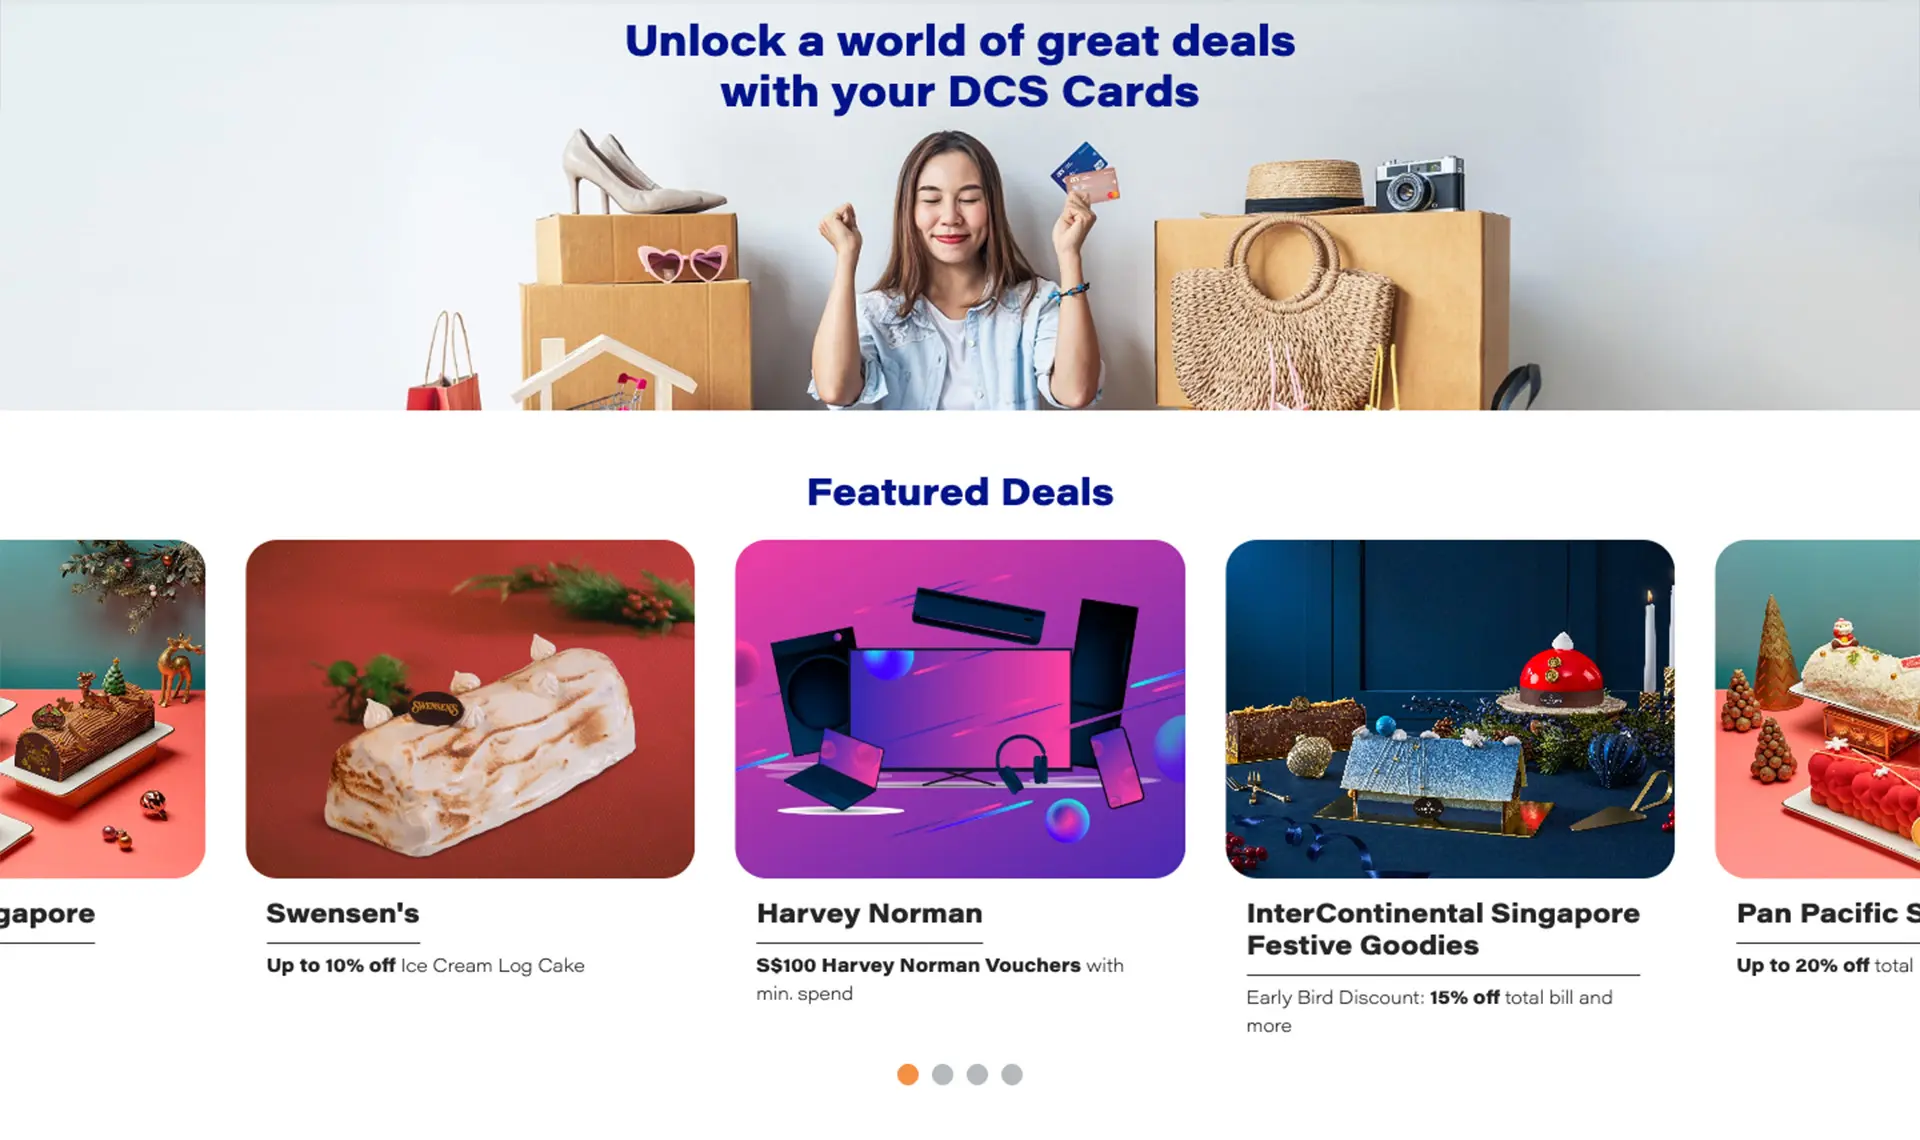 Unlock a world of great deals
with your DCS Cards
Featured Deals
gapore
SWENSEN'S
Swensen's
Up to 10% off Ice Cream Log Cake
Harvey Norman
S$100 Harvey Norman Vouchers with
min. spend
InterContinental Singapore
Festive Goodies
Early Bird Discount: 15% off total bill and
more
Pan Pacific S
Up to 20% off total